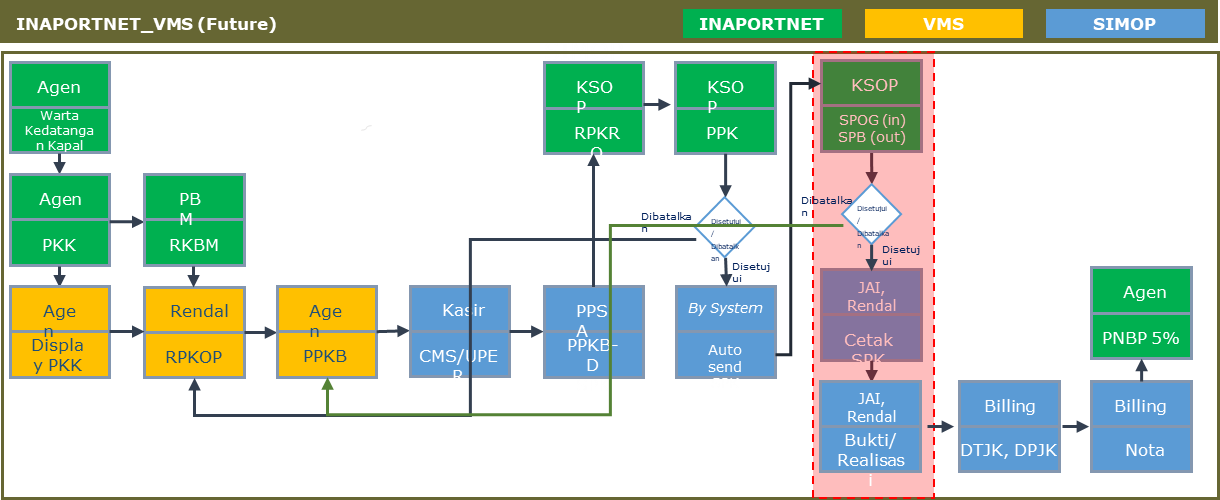 INAPORTNET_VMS (Future)
INAPORTNET
VMS
SIMOP
Agen
Warta
Kedatanga
n Kapal
Agen
PKK
PB
M
RKBM
Agen
Displa
y PKK
Rendal
RPKOP
Age
n
PPKB
Kasir
CMS/UPE
R
KSO
P
RPKR
O
PPS
A
PPKB-
D
KSO
P
PPK
Dibatalka
n
Disetujui
/
Dibatalk
an
Disetuj
ui
By System
Auto
send
KSOP
SPOG (in)
SPB (out)
Dibatalka
n
Disetujui
/
Dibatalka
n
Disetuj
ui
JAI,
Rendal
Cetak
SPK
JAI,
Rendal
Bukti/
Realisas
i
Billing
DTJK, DPJK
Billing
Nota
Agen
PNBP 5%